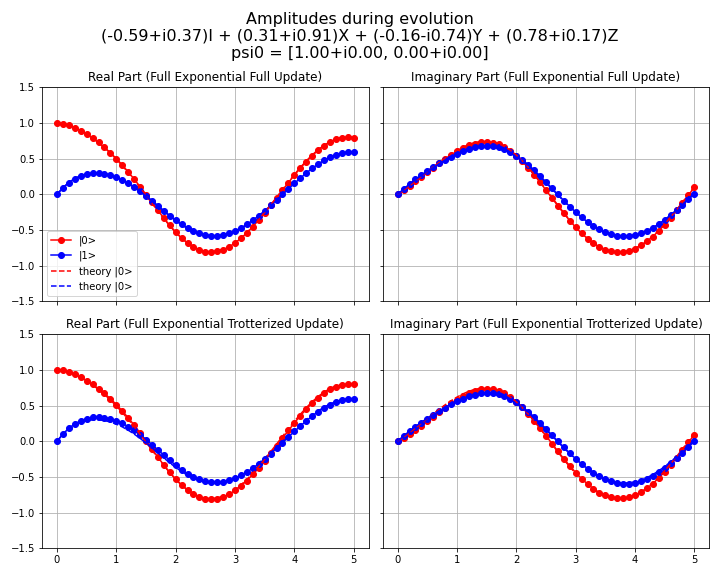 Amplitudes during evolution
(-0.59+i0.37)I + (0.31+i0.91)X + (-0.16-i0.74)Y + (0.78+i0.17)Z
psi0 = [1.00+i0.00, 0.00+i0.00]
Real Part (Full Exponential Full Update)
Imaginary Part (Full Exponential Full Update)
1.5
1.0
0.5
0.0
-0.5
-1.0
-1.5
|0>
|1>
theory |0>
theory |0>
Real Part (Full Exponential Trotterized Update)
Imaginary Part (Full Exponential Trotterized Update)
1.5
1.0
0.5
0.0
-0.5
-1.0
-1.5
0 1 2 3 4 5
0 1 2 3 4 5